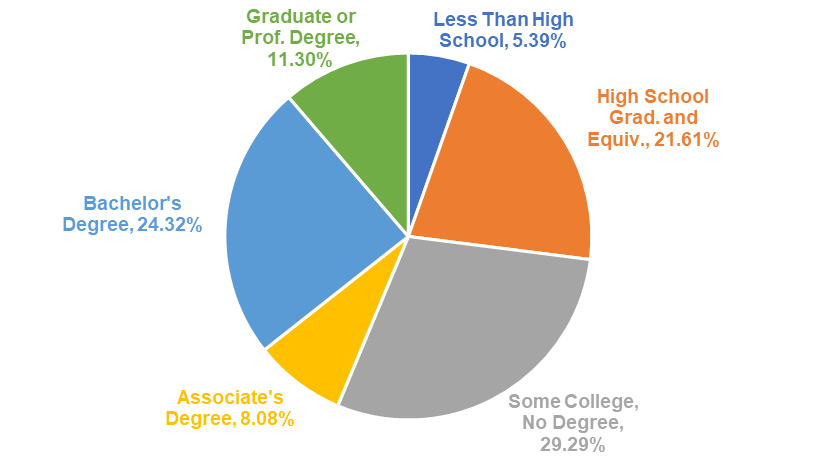 Graduate or
Prof. Degree,
11.30%
Less Than High
School, 5.39%
High School
Grad. and
Equiv., 21.61%
Bachelor's
Degree, 24.32%
Associate's
Degree, 8.08%
Some College,
No Degree,
29.29%